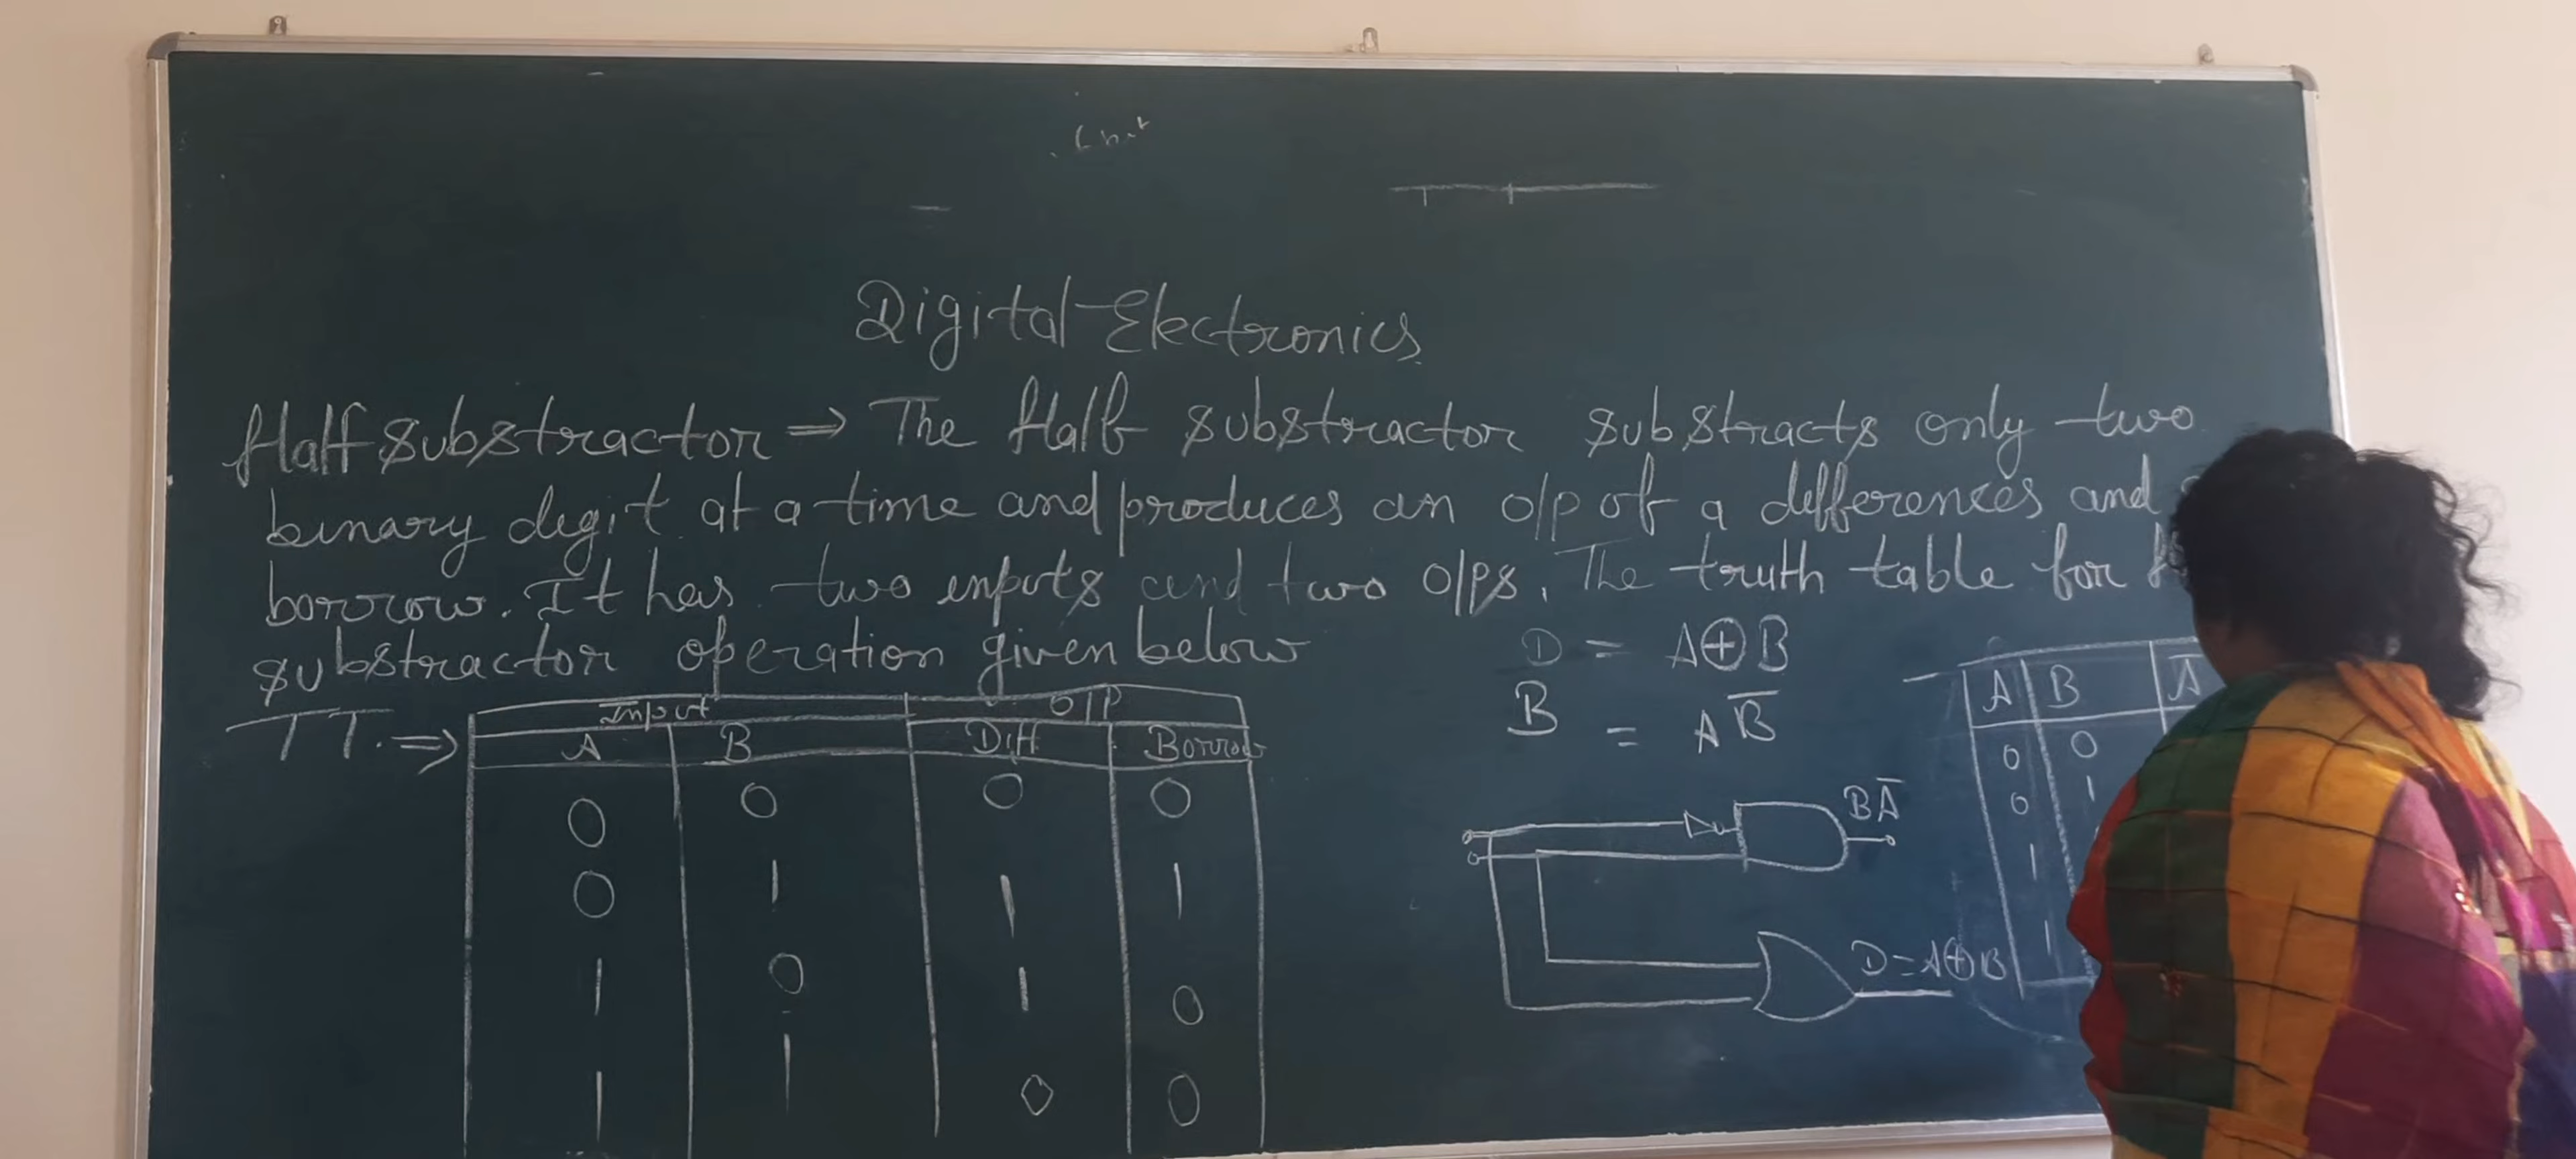 Digital Electronics
Half Substractor ⇒ The Half Substractor Substracts only two
binary digit at a time and produces an o/p of a differences and
borrow. It has two inputs and two o/ps. The truth table for
substractor operation given below
T T. ⇒
Input O/P
A B Diff Borrow
0 0 0 0
0 1 1 1
1 0 1 0
1 1 0 0
D = A⊕B
B = A B̅
BA̅
D=A⊕B
A B A̅
0 0
0 1
1
1